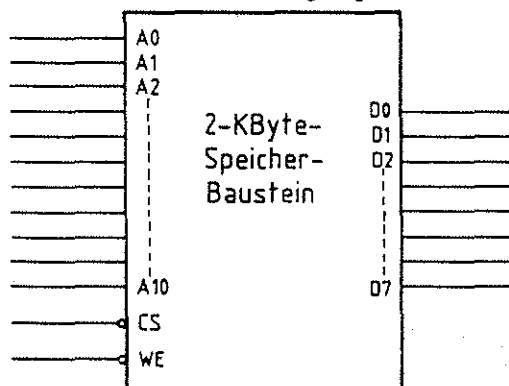 A0
A1
A2
A10
CS
WE
2-KByte-
Speicher-
Baustein
D0
D1
D2
D7